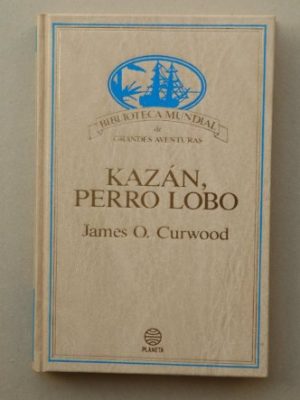 BIBLIOTECA MUNDIAL
de
GRANDES AVENTURAS
KAZÁN,
PERRO LOBO
James O. Curwood
PLANETA